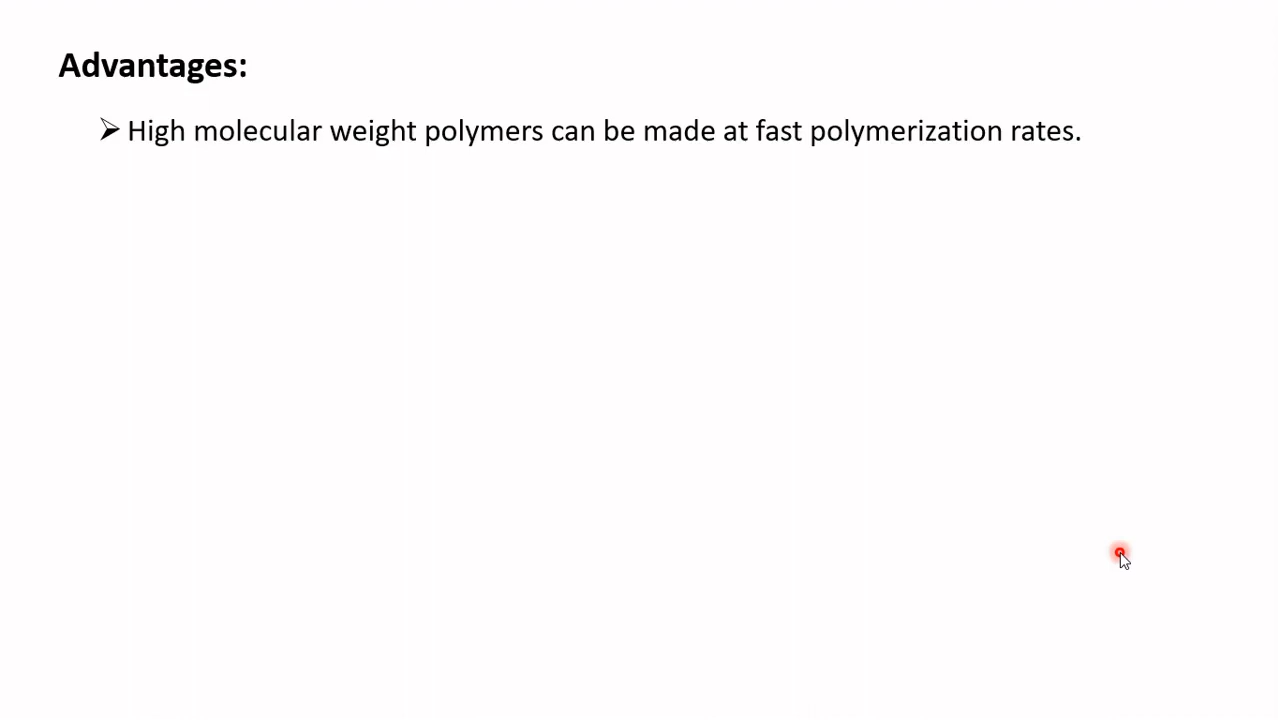 Advantages:
➢ High molecular weight polymers can be made at fast polymerization rates.